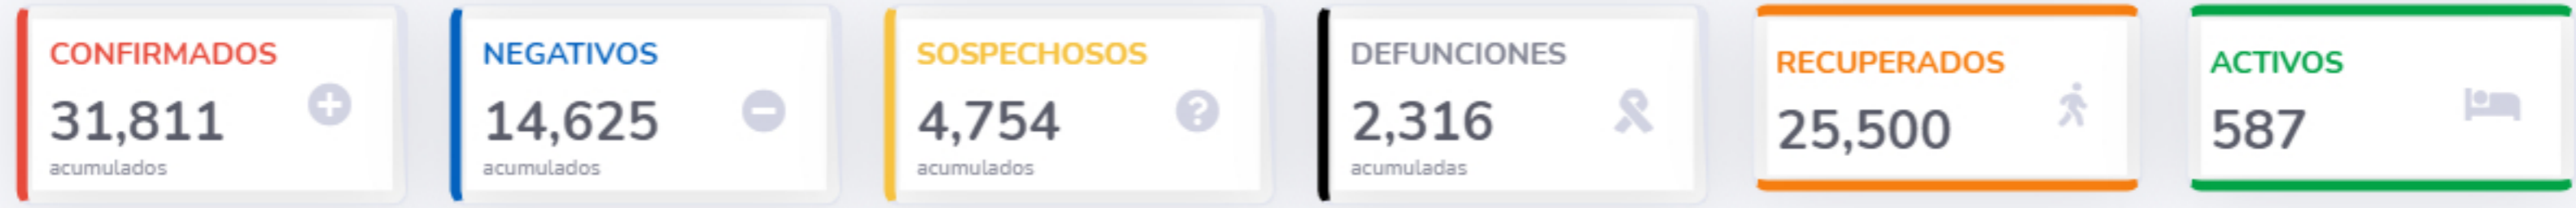 CONFIRMADOS
31,811
acumulados
NEGATIVOS
14,625
acumulados
SOSPECHOSOS
4,754
acumulados
DEFUNCIONES
2,316
acumuladas
RECUPERADOS
25,500
ACTIVOS
587